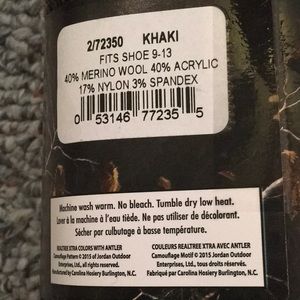 2/72350 KHAKI
FITS SHOE 9-13
40% MERINO WOOL 40% ACRYLIC
17% NYLON 3% SPANDEX
0 53146 77235 5
Machine wash warm. No bleach. Tumble dry low heat.
Laver à la machine à l'eau tiède. Ne pas utiliser de décolorant.
Sécher par culbutage à basse température.
REALTREE XTRA COLORS WITH ANTLER
Camouflage Pattern © 2015 of Jordan Outdoor
Enterprises, Ltd., all rights reserved.
Manufactured by Carolina Hosiery Burlington, N.C.
COULEURS REALTREE XTRA AVEC ANTLER
Camouflage Motif © 2015 of Jordan Outdoor
Enterprises, Ltd., tous droits réservés.
Fabriqué par Carolina Hosiery Burlington, N.C.